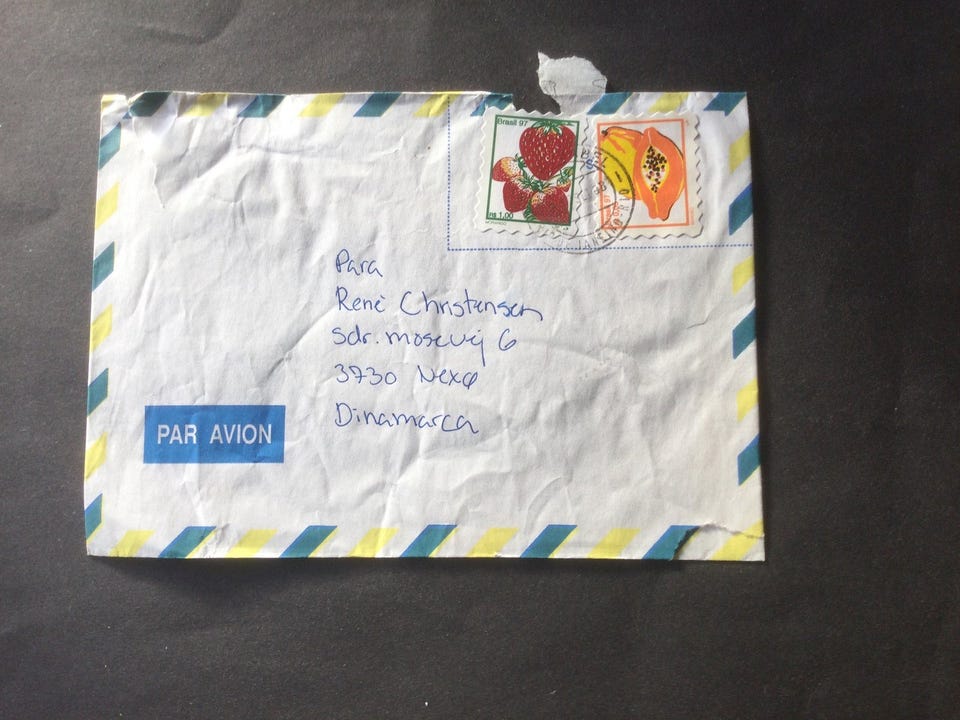 Brasil 97
R$ 1,00
Para
René Christensen
Sdr. mosevej 6
3730 Nexø
Dinamarca
PAR AVION